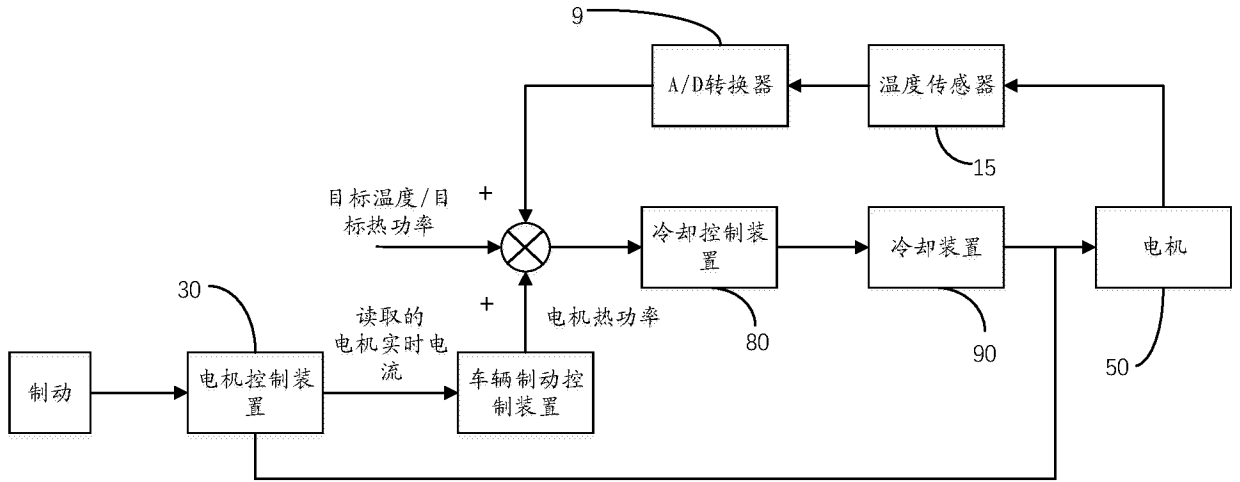 9
A/D转换器
温度传感器
15
目标温度/目
标热功率
+
冷却控制装
置
冷却装置
电机
30
读取的
电机实时电
流
+
电机热功率
80
90
50
制动
电机控制装
置
车辆制动控
制装置